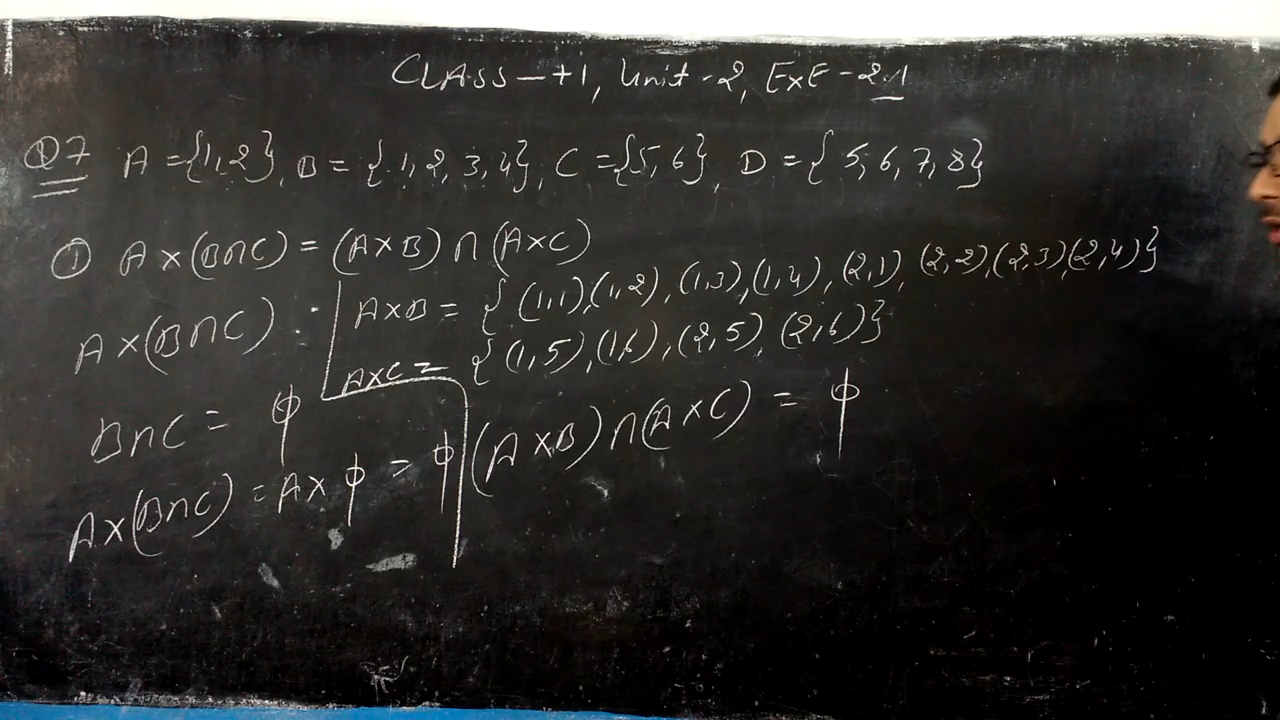 CLASS-+1, Unit-2, EXE-2.1
Q7 A={1,2}, B={1,2,3,4}, C={5,6}, D={5,6,7,8}
① A×(B∩C)=(A×B)∩(A×C)
A×(B∩C):
B∩C= ϕ
A×(B∩C)=A×ϕ=ϕ
A×B={(1,1),(1,2),(1,3),(1,4),(2,1),(2,2),(2,3)(2,4)}
A×C={(1,5),(1,6),(2,5),(2,6)}
(A×B)∩(A×C)=ϕ